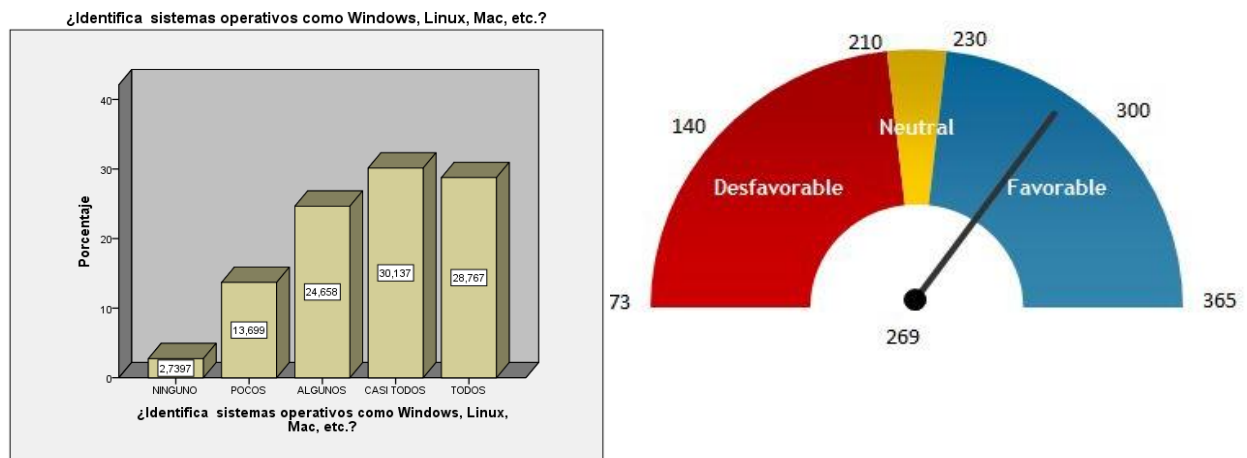 ¿Identifica sistemas operativos como Windows, Linux, Mac, etc.?
Porcentaje
40
30
20
10
0
2,7397
13,699
24,658
30,137
28,767
NINGUNO
POCOS
ALGUNOS
CASI TODOS
TODOS
¿Identifica sistemas operativos como Windows, Linux,
Mac, etc.?
210
230
140
300
Neutral
Desfavorable
Favorable
73
365
269